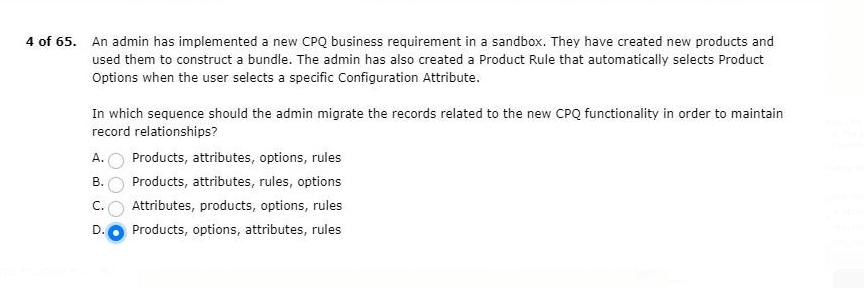 4 of 65. An admin has implemented a new CPQ business requirement in a sandbox. They have created new products and
used them to construct a bundle. The admin has also created a Product Rule that automatically selects Product
Options when the user selects a specific Configuration Attribute.
In which sequence should the admin migrate the records related to the new CPQ functionality in order to maintain
record relationships?
A. Products, attributes, options, rules
B. Products, attributes, rules, options
C. Attributes, products, options, rules
D. Products, options, attributes, rules